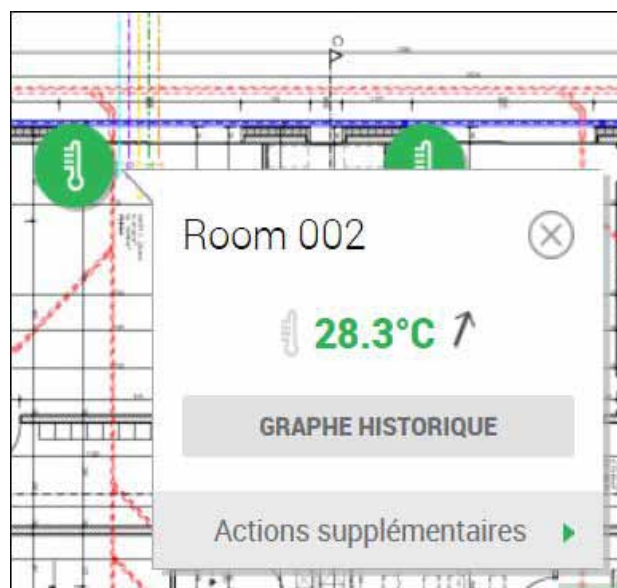 C
Room 002
28.3°C
GRAPHE HISTORIQUE
Actions supplémentaires